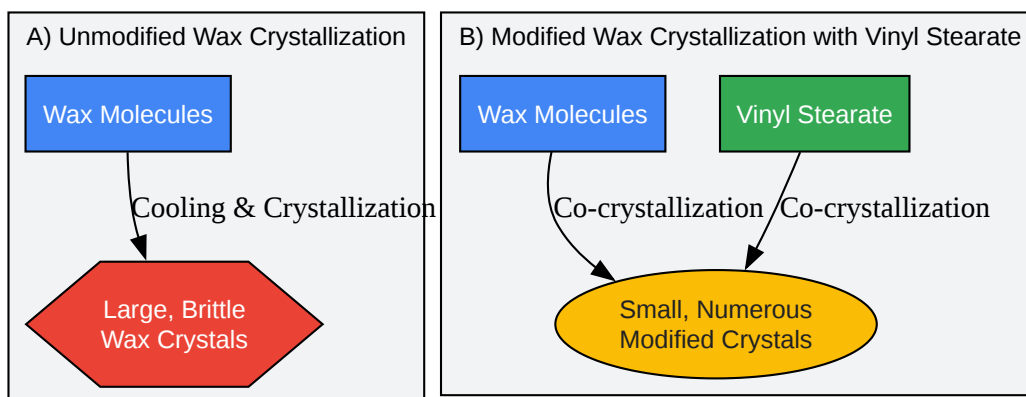 A) Unmodified Wax Crystallization
Wax Molecules
Cooling & Crystallization
Large, Brittle
Wax Crystals
B) Modified Wax Crystallization with Vinyl Stearate
Wax Molecules
Vinyl Stearate
Co-crystallization
Co-crystallization
Small, Numerous
Modified Crystals